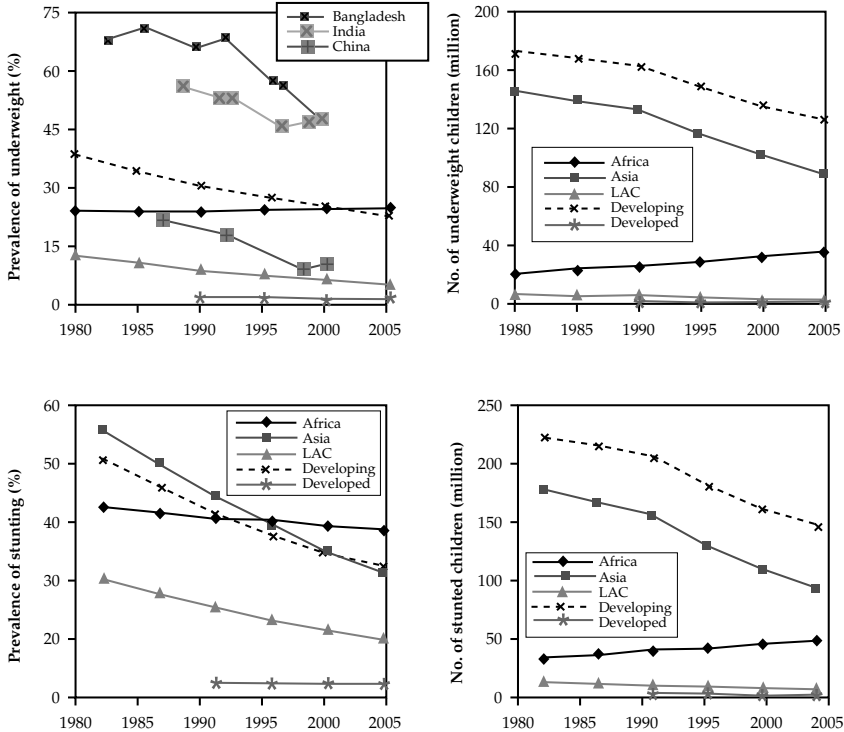 75
60
45
30
15
0
Prevalence of underweight (%)
Bangladesh
India
China
1980
1985
1990
1995
2000
2005
200
160
120
80
40
0
No. of underweight children (million)
Africa
Asia
LAC
Developing
Developed
1980
1985
1990
1995
2000
2005
60
50
40
30
20
0
Prevalence of stunting (%)
Africa
Asia
LAC
Developing
Developed
1980
1985
1990
1995
2000
2005
250
200
150
100
50
0
No. of stunted children (million)
Africa
Asia
LAC
Developing
Developed
1980
1985
1990
1995
2000
2005